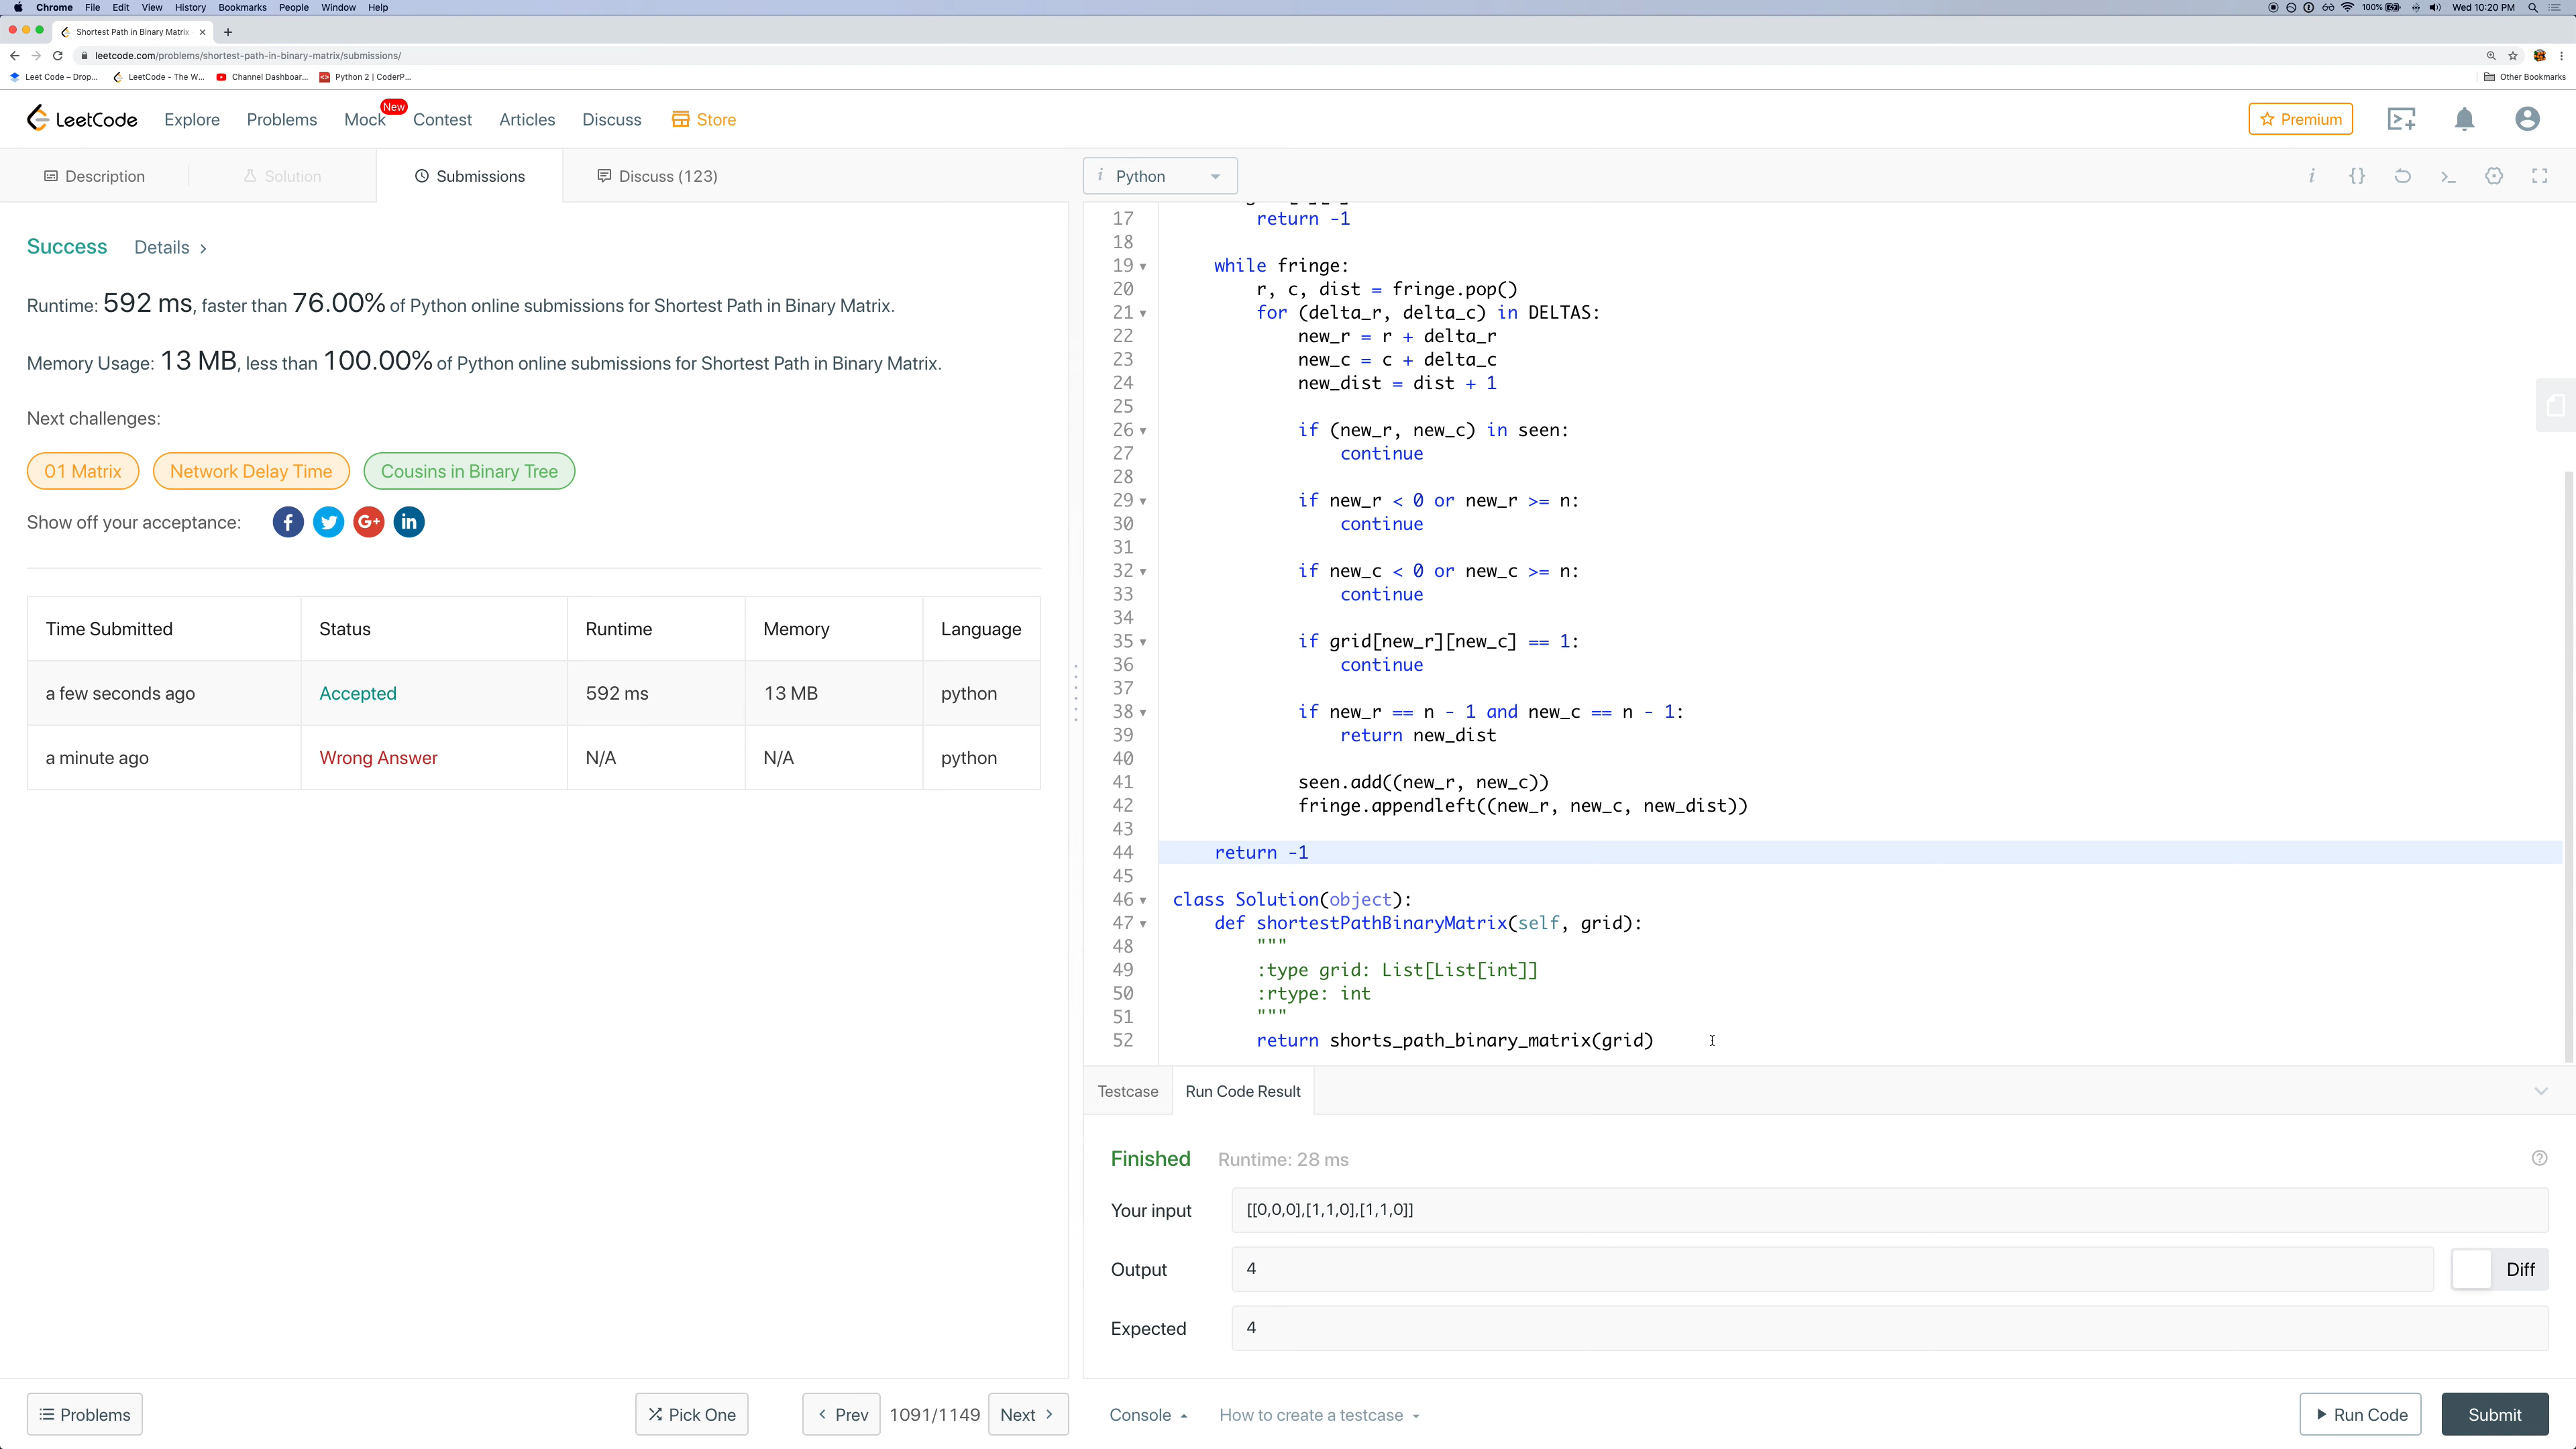 Chrome File Edit View History Bookmarks People Window Help
100% Wed 10:20 PM
Shortest Path in Binary Matrix
leetcode.com/problems/shortest-path-in-binary-matrix/submissions/
Leet Code – Drop... LeetCode - The W... Channel Dashboar... Python 2 | CoderP... Other Bookmarks
LeetCode Explore Problems Mock New Contest Articles Discuss Store Premium
Description Solution Submissions Discuss (123)
Success Details
Runtime: 592 ms, faster than 76.00% of Python online submissions for Shortest Path in Binary Matrix.
Memory Usage: 13 MB, less than 100.00% of Python online submissions for Shortest Path in Binary Matrix.
Next challenges:
01 Matrix Network Delay Time Cousins in Binary Tree
Show off your acceptance: f G+ in
Time Submitted Status Runtime Memory Language
a few seconds ago Accepted 592 ms 13 MB python
a minute ago Wrong Answer N/A N/A python
Problems Pick One Prev 1091/1149 Next
i Python
17 return -1
18
19 while fringe:
20 r, c, dist = fringe.pop()
21 for (delta_r, delta_c) in DELTAS:
22 new_r = r + delta_r
23 new_c = c + delta_c
24 new_dist = dist + 1
25
26 if (new_r, new_c) in seen:
27 continue
28
29 if new_r < 0 or new_r >= n:
30 continue
31
32 if new_c < 0 or new_c >= n:
33 continue
34
35 if grid[new_r][new_c] == 1:
36 continue
37
38 if new_r == n - 1 and new_c == n - 1:
39 return new_dist
40
41 seen.add((new_r, new_c))
42 fringe.appendleft((new_r, new_c, new_dist))
43
44 return -1
45
46 class Solution(object):
47 def shortestPathBinaryMatrix(self, grid):
48 """
49 :type grid: List[List[int]]
50 :rtype: int
51 """
52 return shorts_path_binary_matrix(grid)
Testcase Run Code Result
Finished Runtime: 28 ms
Your input [[0,0,0],[1,1,0],[1,1,0]]
Output 4 Diff
Expected 4
Console How to create a testcase Run Code Submit